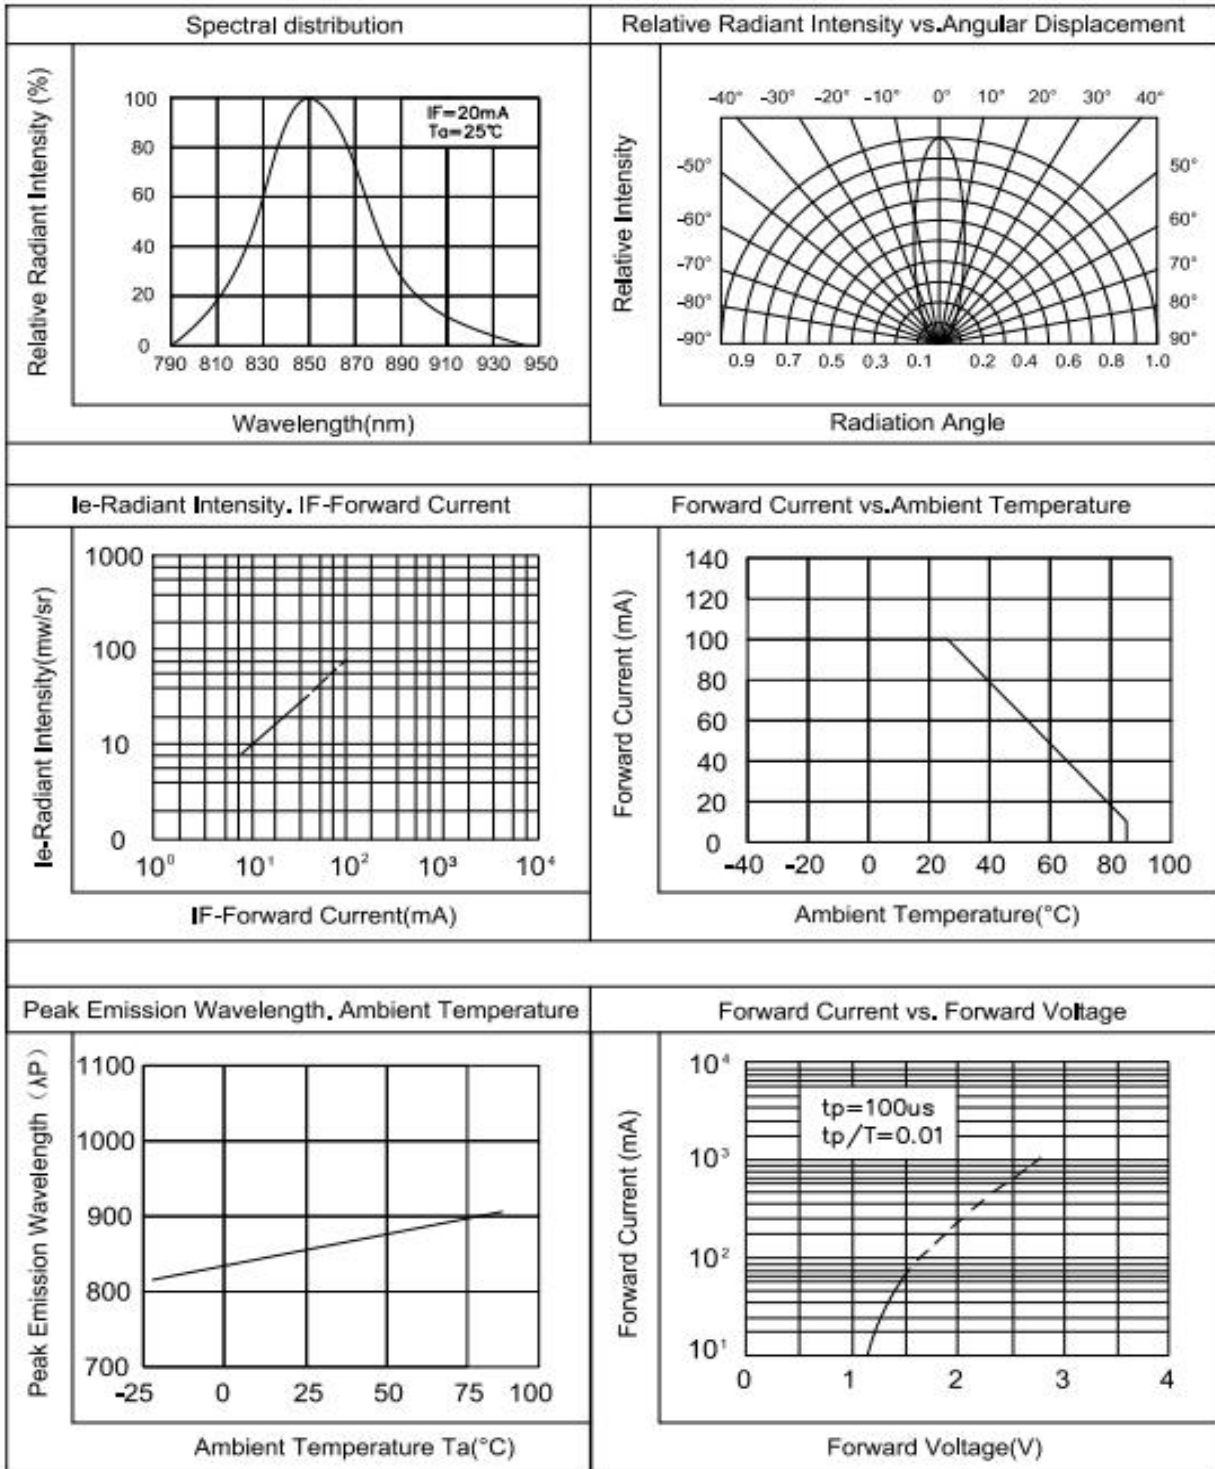 Spectral distribution
Relative Radiant Intensity (%)
100
80
60
40
20
0
IF=20mA
Ta=25℃
790 810 830 850 870 890 910 930 950
Wavelength(nm)
Relative Radiant Intensity vs.Angular Displacement
Relative Intensity
-40° -30° -20° -10° 0° 10° 20° 30° 40°
-50° 50°
-60° 60°
-70° 70°
-80° 80°
-90° 90°
0.9 0.7 0.5 0.3 0.1 0.2 0.4 0.6 0.8 1.0
Radiation Angle
Ie-Radiant Intensity. IF-Forward Current
Ie-Radiant Intensity(mw/sr)
1000
100
10
0
10⁰ 10¹ 10² 10³ 10⁴
IF-Forward Current(mA)
Forward Current vs.Ambient Temperature
Forward Current (mA)
140
120
100
80
60
40
20
0
-40 -20 0 20 40 60 80 100
Ambient Temperature(°C)
Peak Emission Wavelength. Ambient Temperature
Peak Emission Wavelength（λP）
1100
1000
900
800
700
-25 0 25 50 75 100
Ambient Temperature Ta(°C)
Forward Current vs. Forward Voltage
Forward Current (mA)
10⁴
10³
10²
10¹
tp=100us
tp/T=0.01
0 1 2 3 4
Forward Voltage(V)